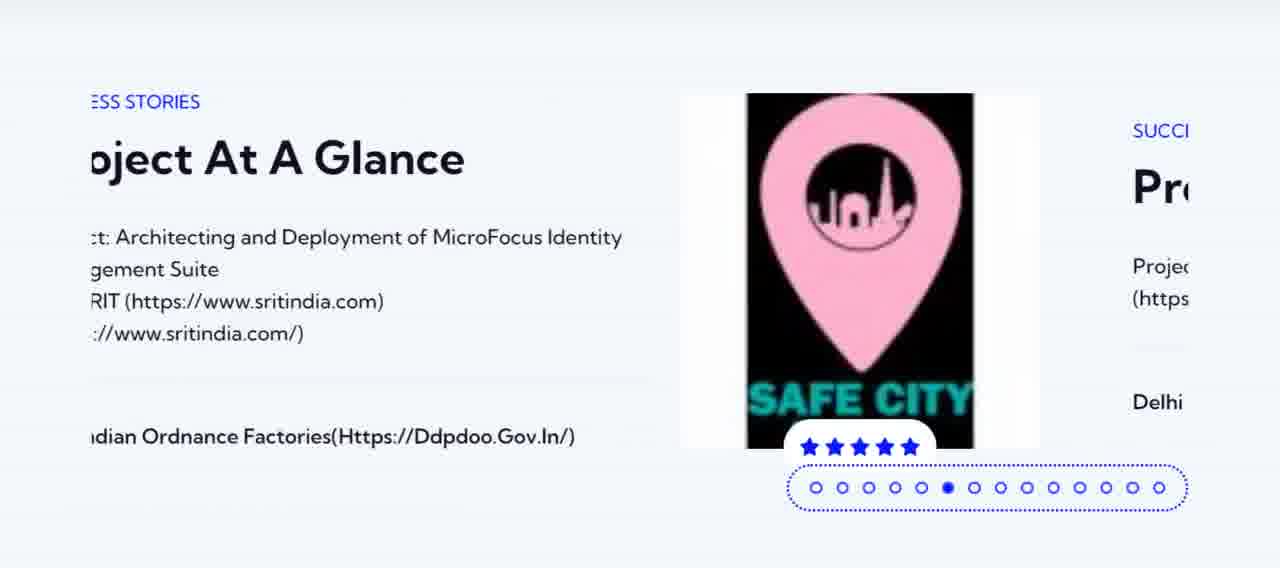 ESS STORIES
oject At A Glance
ct: Architecting and Deployment of MicroFocus Identity
gement Suite
RIT (https://www.sritindia.com)
://www.sritindia.com/)
ndian Ordnance Factories(Https://Ddpdoo.Gov.In/)
SAFE CITY
SUCC
Pr
Projec
(https
Delhi